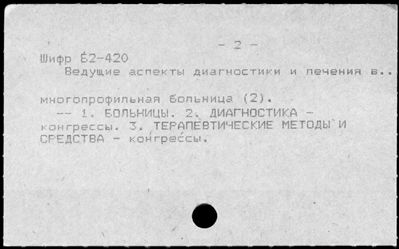 - 2 -
Шифр Б2-420
Ведущие аспекты диагностики и лечения в..
многопрофильная больница (2).
-- 1. БОЛЬНИЦЫ. 2. ДИАГНОСТИКА -
конгрессы. 3. ТЕРАПЕВТИЧЕСКИЕ МЕТОДЫ И
СРЕДСТВА - конгрессы.